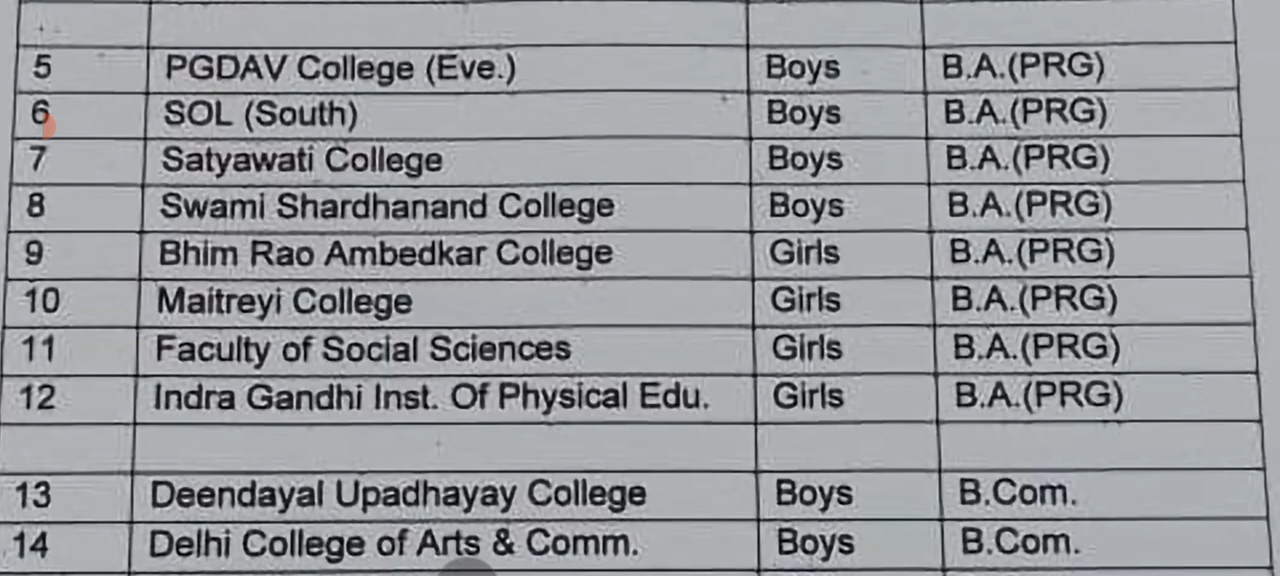 5 PGDAV College (Eve.) Boys B.A.(PRG)
6 SOL (South) Boys B.A.(PRG)
7 Satyawati College Boys B.A.(PRG)
8 Swami Shardhanand College Boys B.A.(PRG)
9 Bhim Rao Ambedkar College Girls B.A.(PRG)
10 Maitreyi College Girls B.A.(PRG)
11 Faculty of Social Sciences Girls B.A.(PRG)
12 Indra Gandhi Inst. Of Physical Edu. Girls B.A.(PRG)
13 Deendayal Upadhayay College Boys B.Com.
14 Delhi College of Arts & Comm. Boys B.Com.